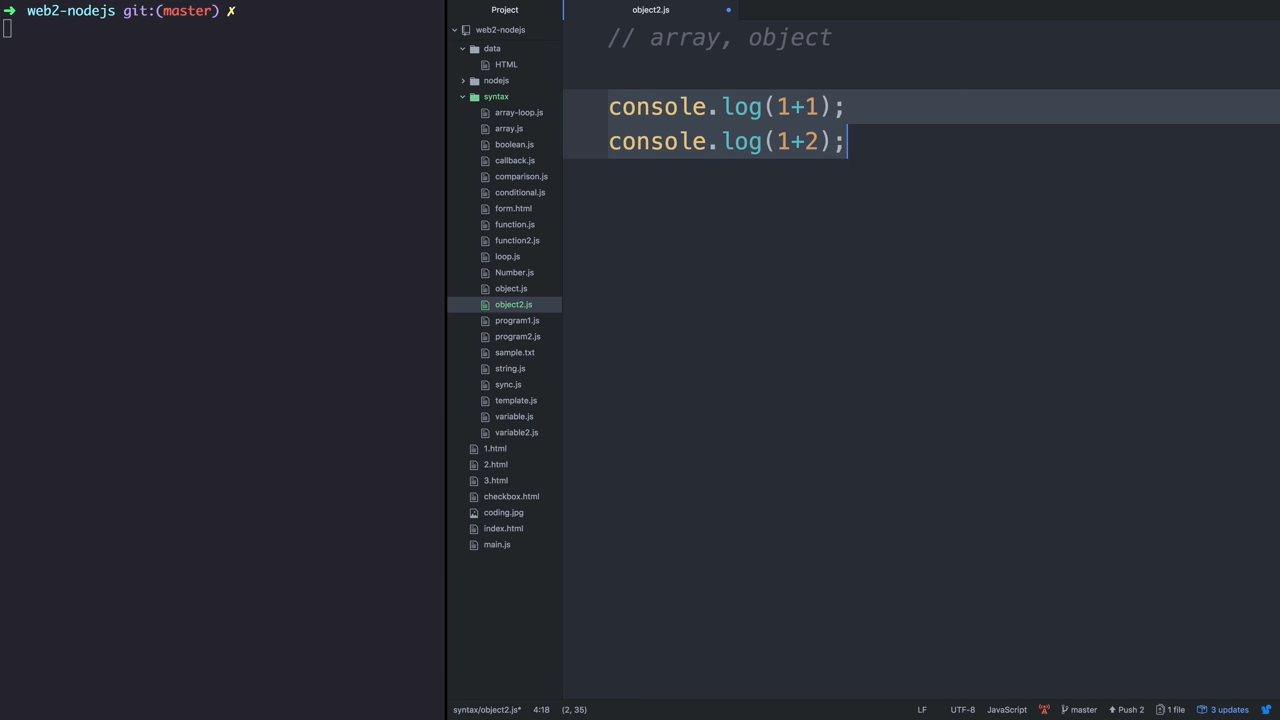 ➜ web2-nodejs git:(master) ✗
Project
web2-nodejs
data
HTML
nodejs
syntax
array-loop.js
array.js
boolean.js
callback.js
comparison.js
conditional.js
form.html
function.js
function2.js
loop.js
Number.js
object.js
object2.js
program1.js
program2.js
sample.txt
string.js
sync.js
template.js
variable.js
variable2.js
1.html
2.html
3.html
checkbox.html
coding.jpg
index.html
main.js
object2.js
// array, object
console.log(1+1);
console.log(1+2);
syntax/object2.js* 4:18 (2, 35) LF UTF-8 JavaScript master Push 2 1 file 3 updates